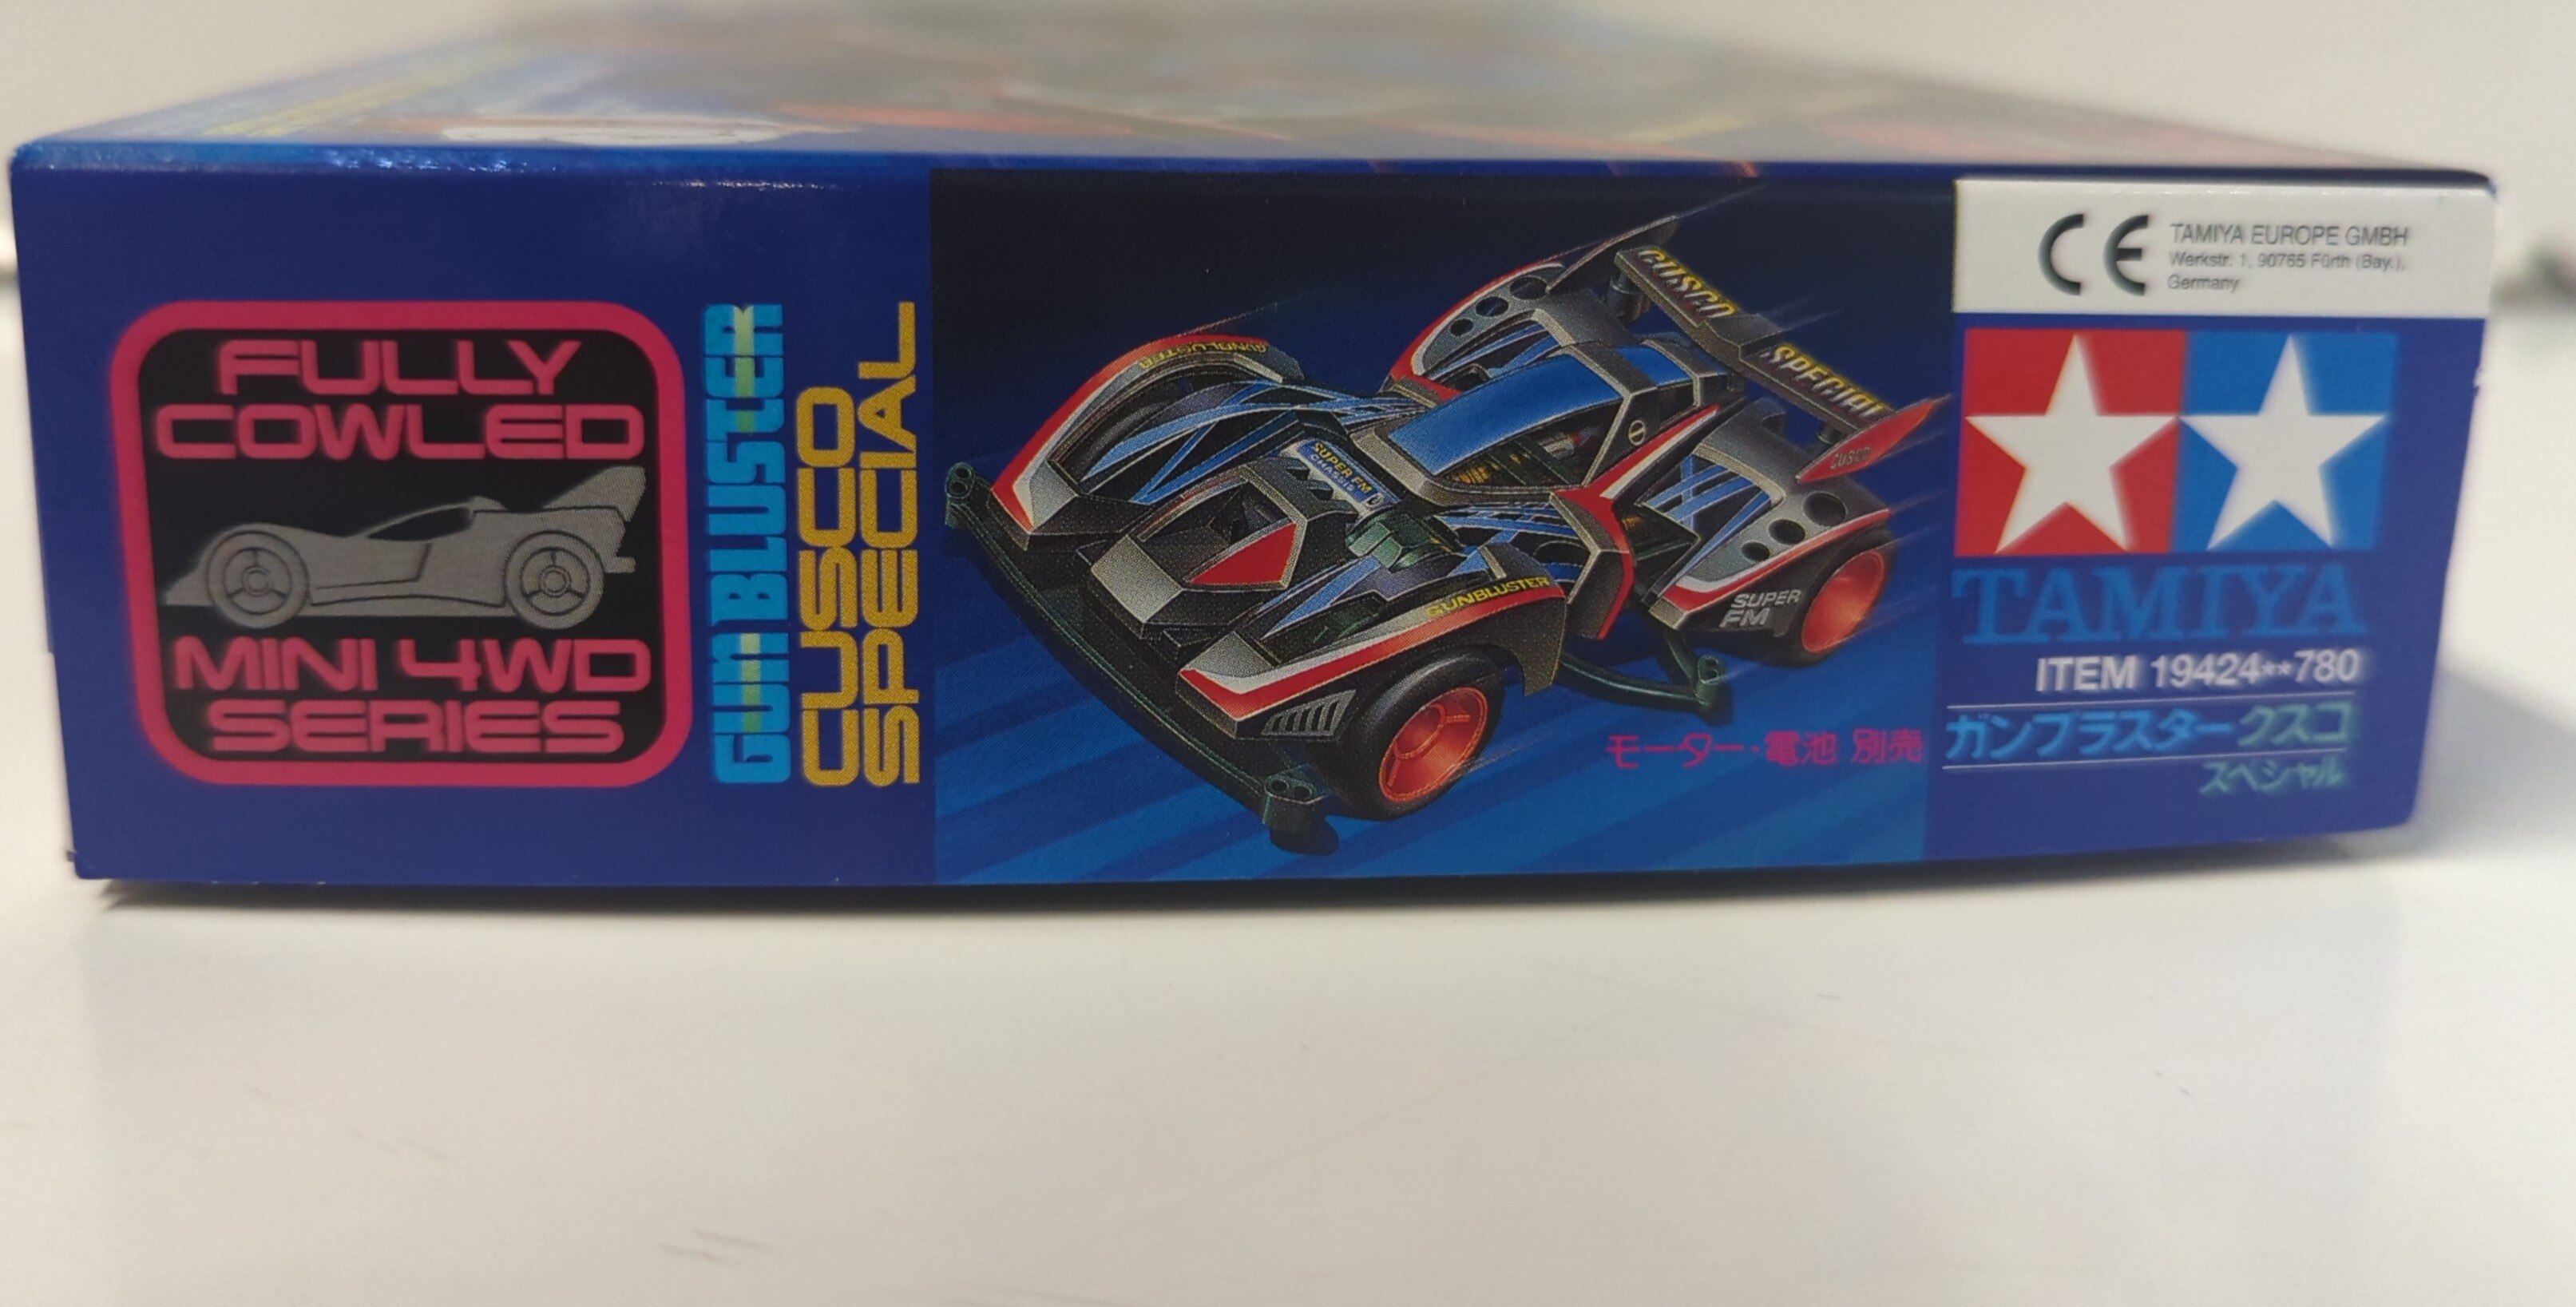 FULLY
COWLED
MINI 4WD
SERIES
GUN BLUSTER
CUSCO
SPECIAL
GUNBLUSTER
CUSCO SPECIAL
SUPER FM
CHASSIS
CUSCO
GUNBLUSTER
SUPER
FM
モーター・電池 別売
CE
TAMIYA EUROPE GMBH
Werkstr. 1, 90765 Fürth (Bay.),
Germany
TAMIYA
ITEM 19424**780
ガンブラスタークスコ
スペシャル